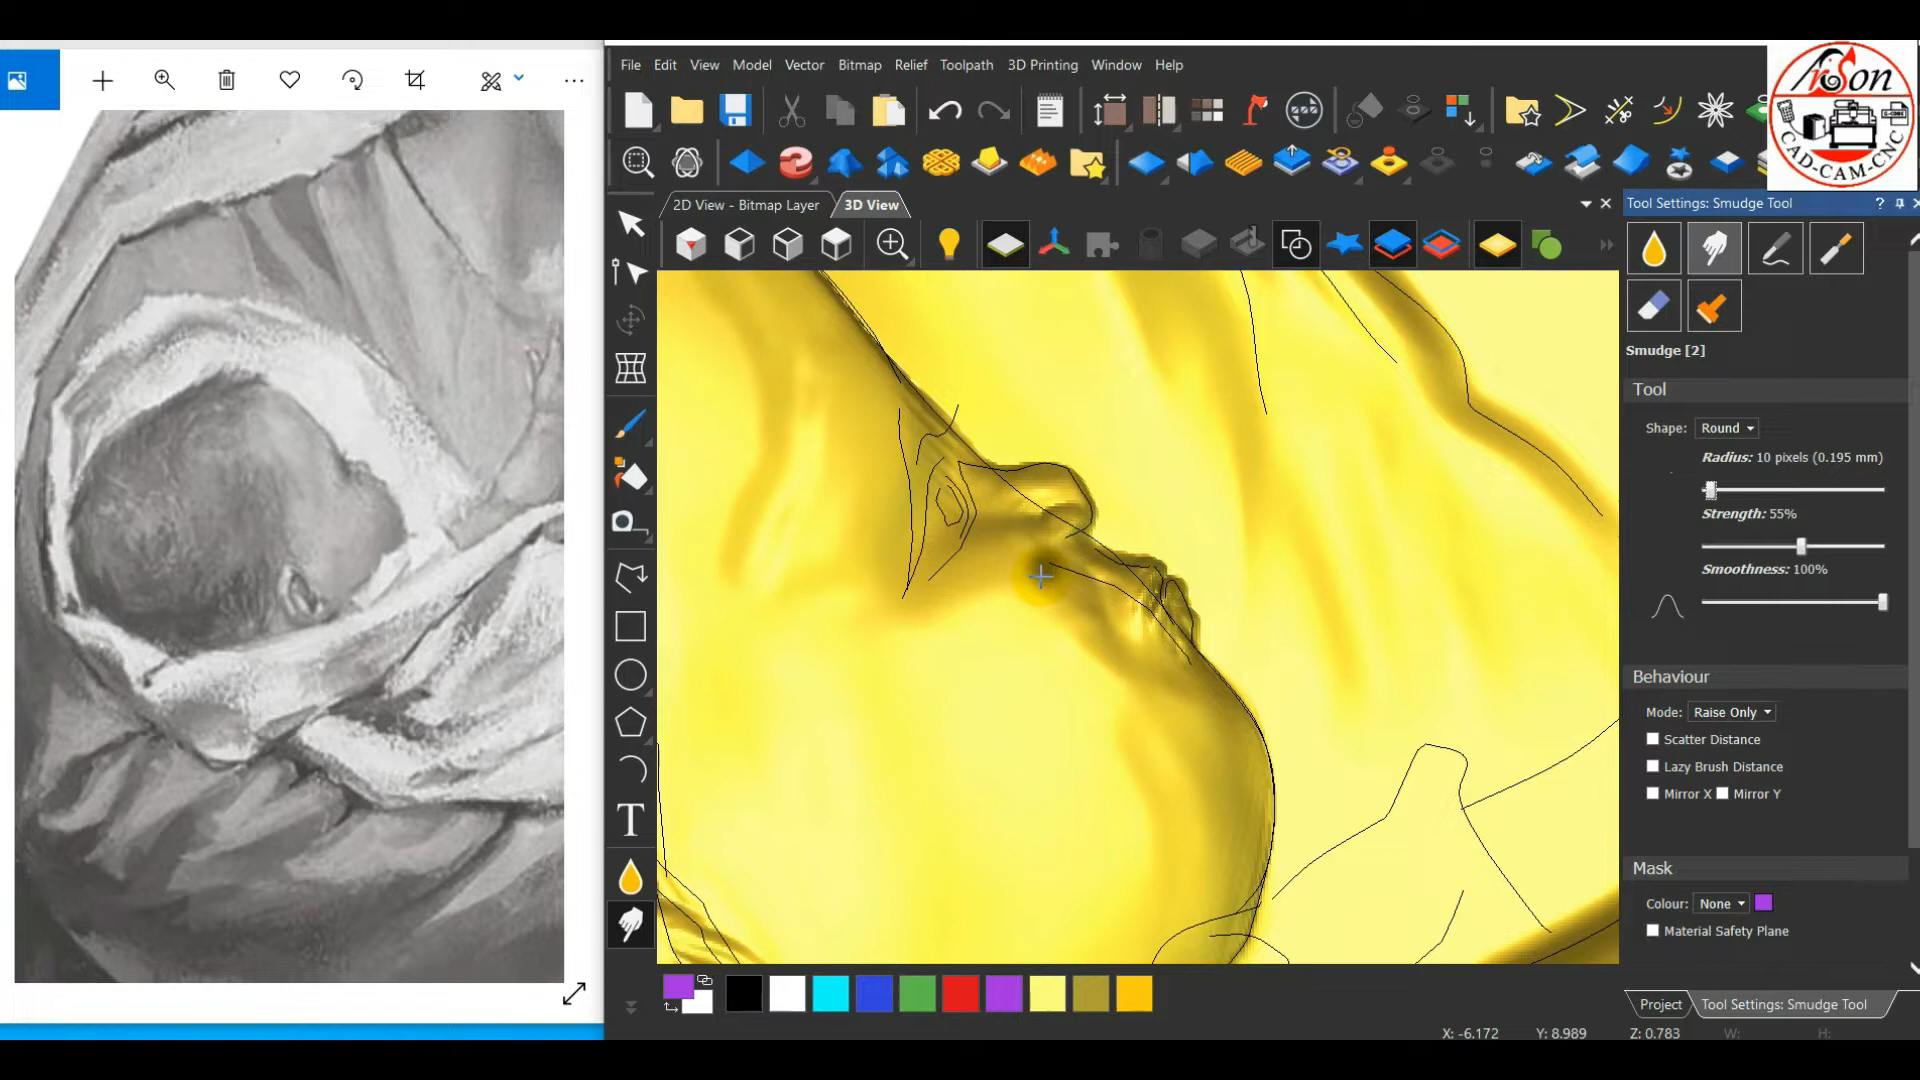 File Edit View Model Vector Bitmap Relief Toolpath 3D Printing Window Help
ArSon
CAD-CAM-CNC
2D View - Bitmap Layer
3D View
Tool Settings: Smudge Tool
?
Smudge [2]
Tool
Shape: Round
Radius: 10 pixels (0.195 mm)
Strength: 55%
Smoothness: 100%
Behaviour
Mode: Raise Only
Scatter Distance
Lazy Brush Distance
Mirror X Mirror Y
Mask
Colour: None
Material Safety Plane
Project Tool Settings: Smudge Tool
X: -6.172 Y: 8.989 Z: 0.783 W: H: